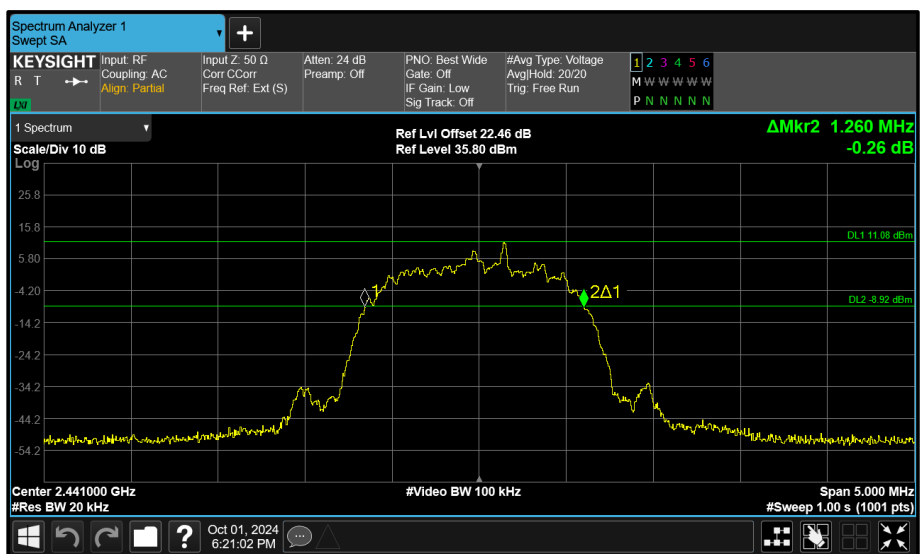 Spectrum Analyzer 1
Swept SA
KEYSIGHT
R T
LXI
Input: RF
Coupling: AC
Align: Partial
Input Z: 50 Ω
Corr CCorr
Freq Ref: Ext (S)
Atten: 24 dB
Preamp: Off
PNO: Best Wide
Gate: Off
IF Gain: Low
Sig Track: Off
#Avg Type: Voltage
Avg|Hold: 20/20
Trig: Free Run
1 2 3 4 5 6
M W W W W W
P N N N N N
1 Spectrum
Scale/Div 10 dB
Ref Lvl Offset 22.46 dB
Ref Level 35.80 dBm
ΔMkr2 1.260 MHz
-0.26 dB
Log
25.8
15.8
DL1 11.08 dBm
5.80
-4.20
1
2Δ1
DL2 -8.92 dBm
-14.2
-24.2
-34.2
-44.2
-54.2
Center 2.441000 GHz
#Video BW 100 kHz
Span 5.000 MHz
#Res BW 20 kHz
#Sweep 1.00 s (1001 pts)
?
Oct 01, 2024
6:21:02 PM